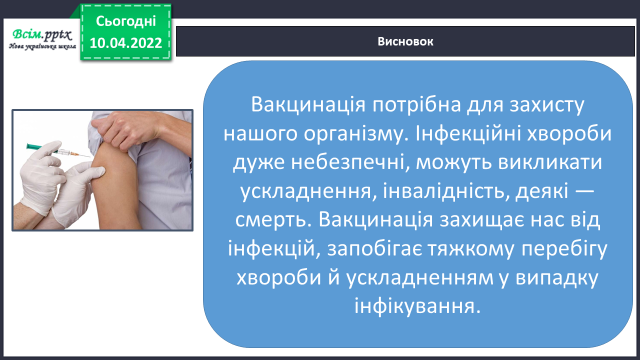 Сьогодні
10.04.2022
Всім.pptx
Нова українська школа
Висновок
Вакцинація потрібна для захисту
нашого організму. Інфекційні хвороби
дуже небезпечні, можуть викликати
ускладнення, інвалідність, деякі —
смерть. Вакцинація захищає нас від
інфекцій, запобігає тяжкому перебігу
хвороби й ускладненням у випадку
інфікування.